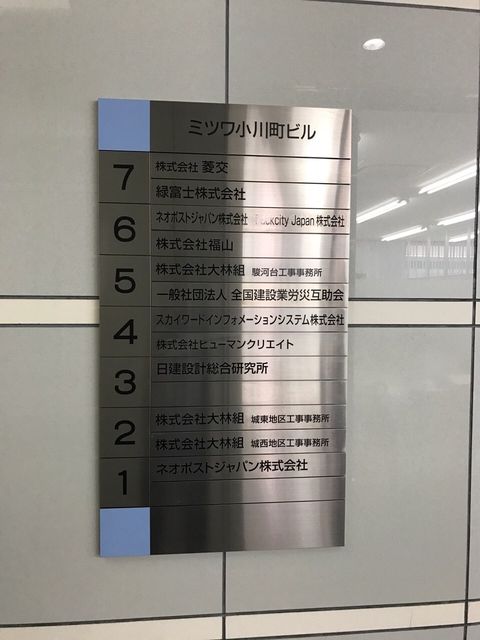 ミツワ小川町ビル
7 株式会社 菱交
緑富士株式会社
6 ネオポストジャパン株式会社 Packcity Japan 株式会社
株式会社福山
5 株式会社大林組 駿河台工事事務所
一般社団法人 全国建設業労災互助会
4 スカイワードインフォメーションシステム株式会社
株式会社ヒューマンクリエイト
3 日建設計総合研究所
2 株式会社大林組 城東地区工事事務所
株式会社大林組 城西地区工事事務所
1 ネオポストジャパン株式会社